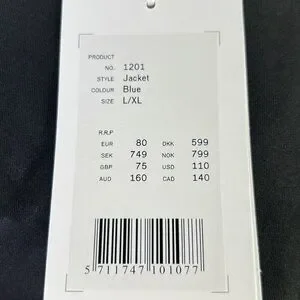 PRODUCT
NO. 1201
STYLE Jacket
COLOUR Blue
SIZE L/XL
R.R.P
EUR 80 DKK 599
SEK 749 NOK 799
GBP 75 USD 110
AUD 160 CAD 140
5 711747 101077